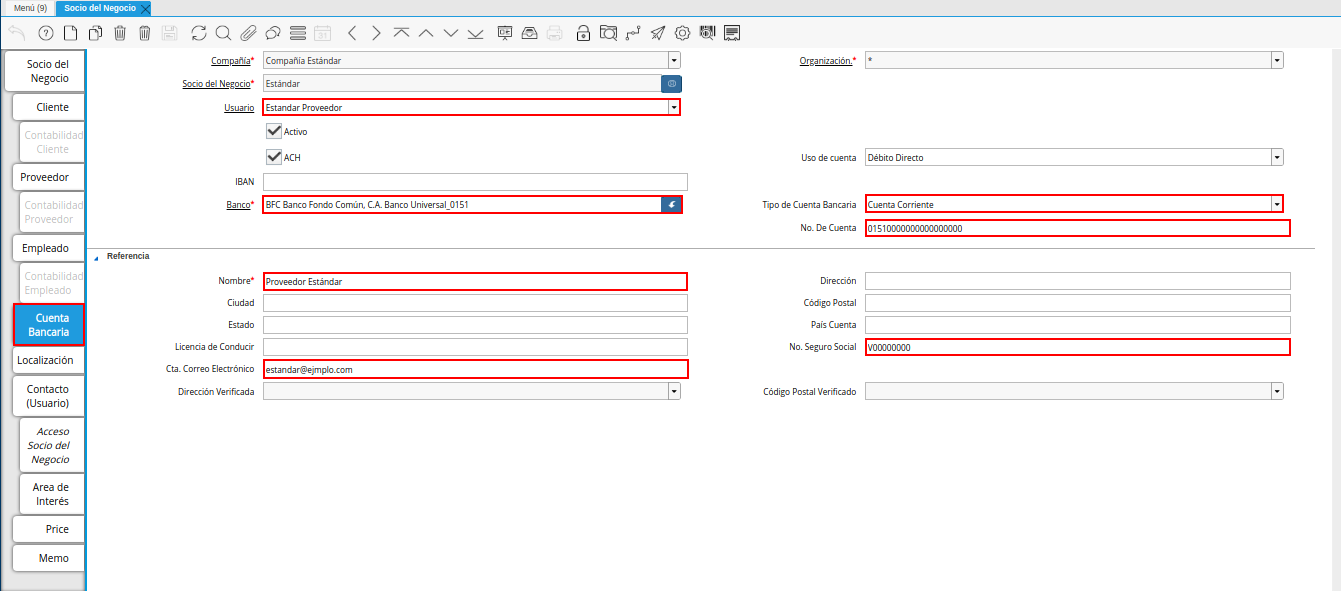 Menú (9)
Socio del Negocio
31
Socio del
Negocio
Cliente
Contabilidad
Cliente
Proveedor
Contabilidad
Proveedor
Empleado
Contabilidad
Empleado
Cuenta
Bancaria
Localización
Contacto
(Usuario)
Acceso
Socio del
Negocio
Area de
Interés
Price
Memo
Compañía* Compañía Estándar Organización.* *
Socio del Negocio* Estándar
Usuario Estandar Proveedor
Activo
ACH Uso de cuenta Débito Directo
IBAN
Banco* BFC Banco Fondo Común, C.A. Banco Universal_0151 Tipo de Cuenta Bancaria Cuenta Corriente
No. De Cuenta 01510000000000000000
Referencia
Nombre* Proveedor Estándar Dirección
Ciudad Código Postal
Estado País Cuenta
Licencia de Conducir No. Seguro Social V00000000
Cta. Correo Electrónico estandar@ejmplo.com
Dirección Verificada Código Postal Verificado